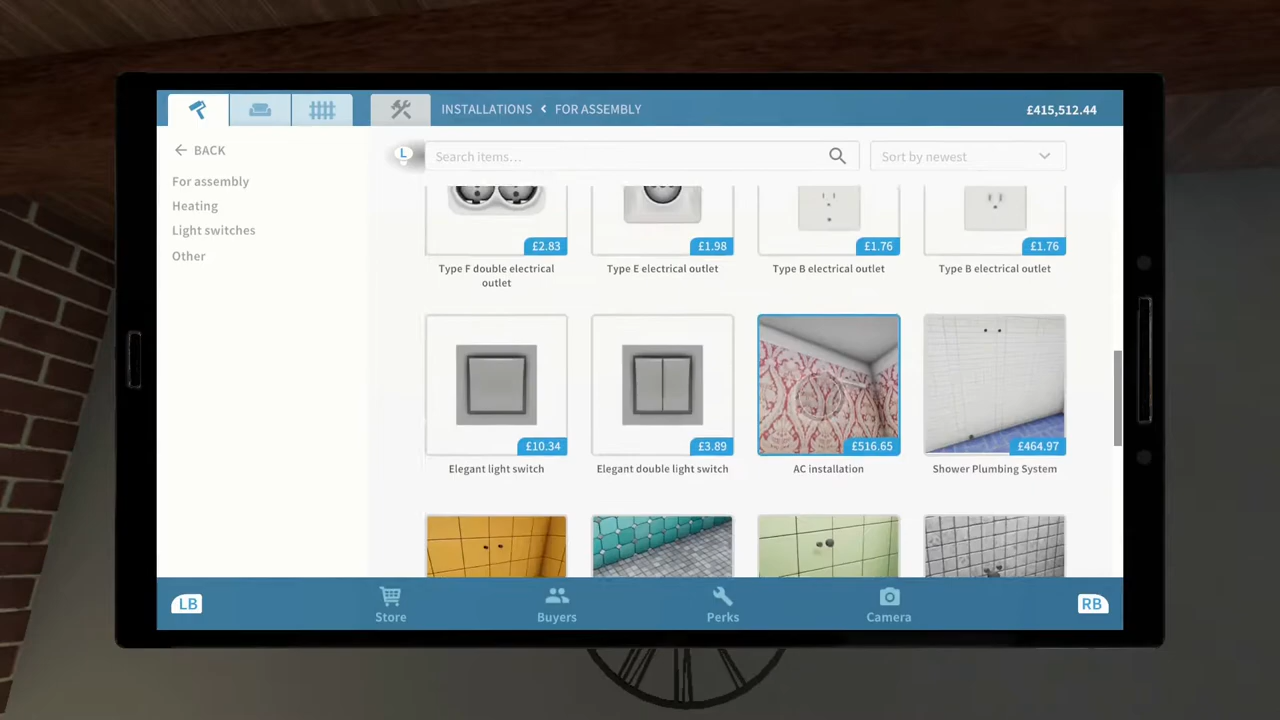 INSTALLATIONS < FOR ASSEMBLY
£415,512.44
BACK
L
Search items...
Sort by newest
For assembly
Heating
Light switches
Other
£2.83
£1.98
£1.76
£1.76
Type F double electrical
outlet
Type E electrical outlet
Type B electrical outlet
Type B electrical outlet
£10.34
£3.89
£516.65
£464.97
Elegant light switch
Elegant double light switch
AC installation
Shower Plumbing System
LB
Store
Buyers
Perks
Camera
RB